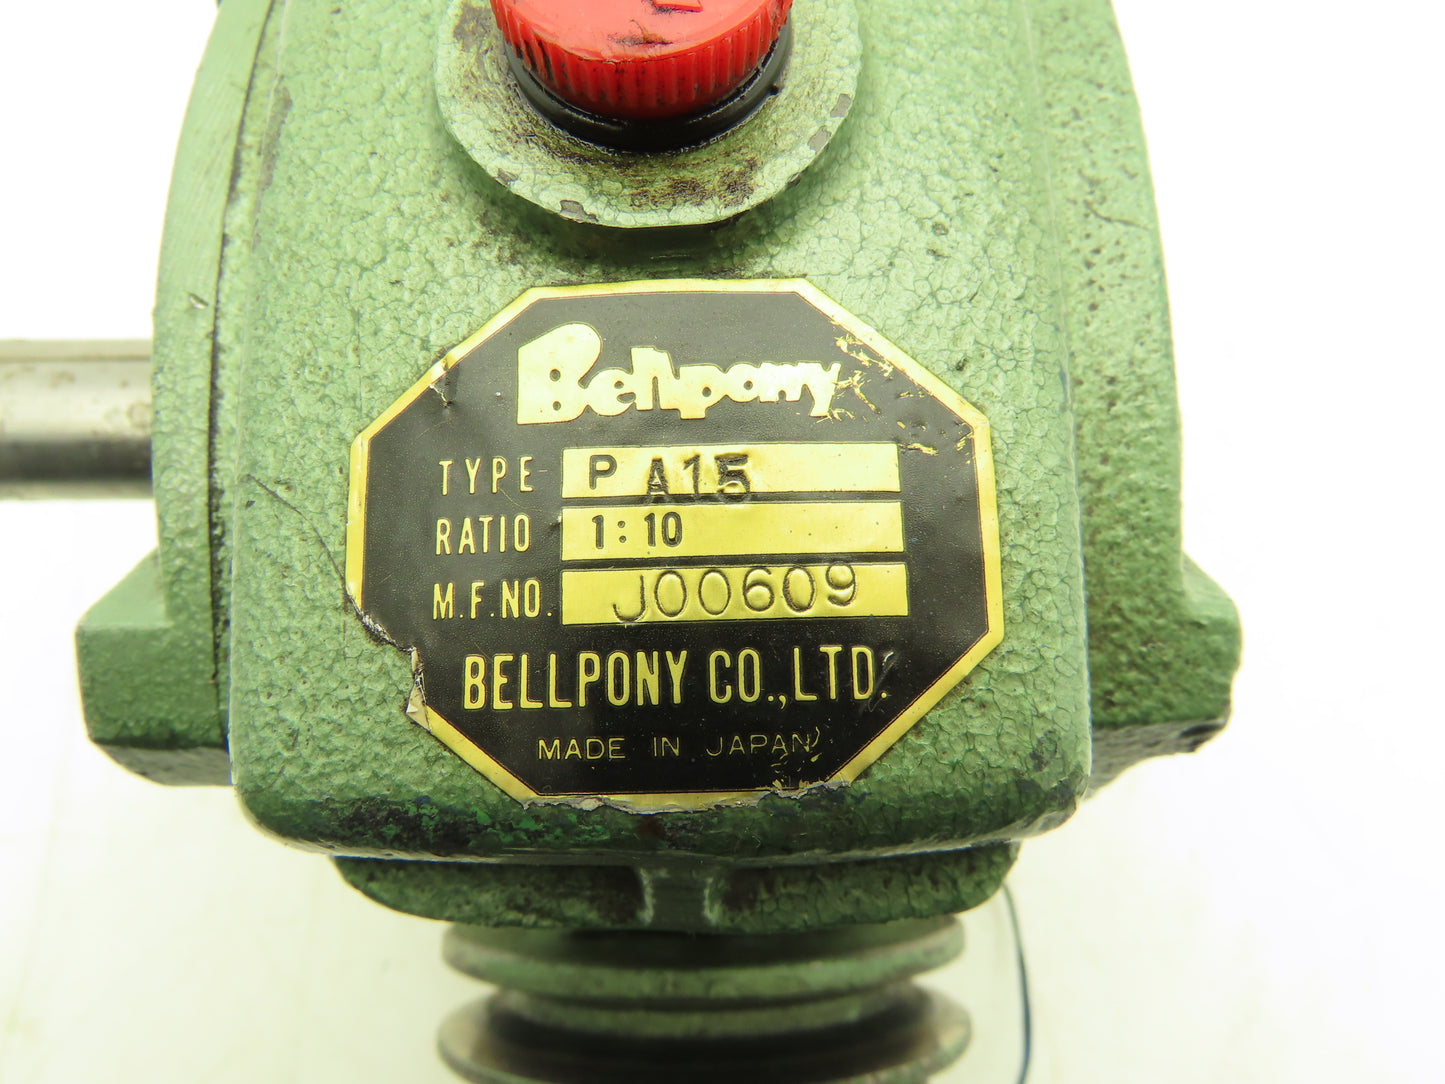 Bellpony
TYPE PA15
RATIO 1:10
M.F.NO. J00609
BELLPONY CO.,LTD.
MADE IN JAPAN